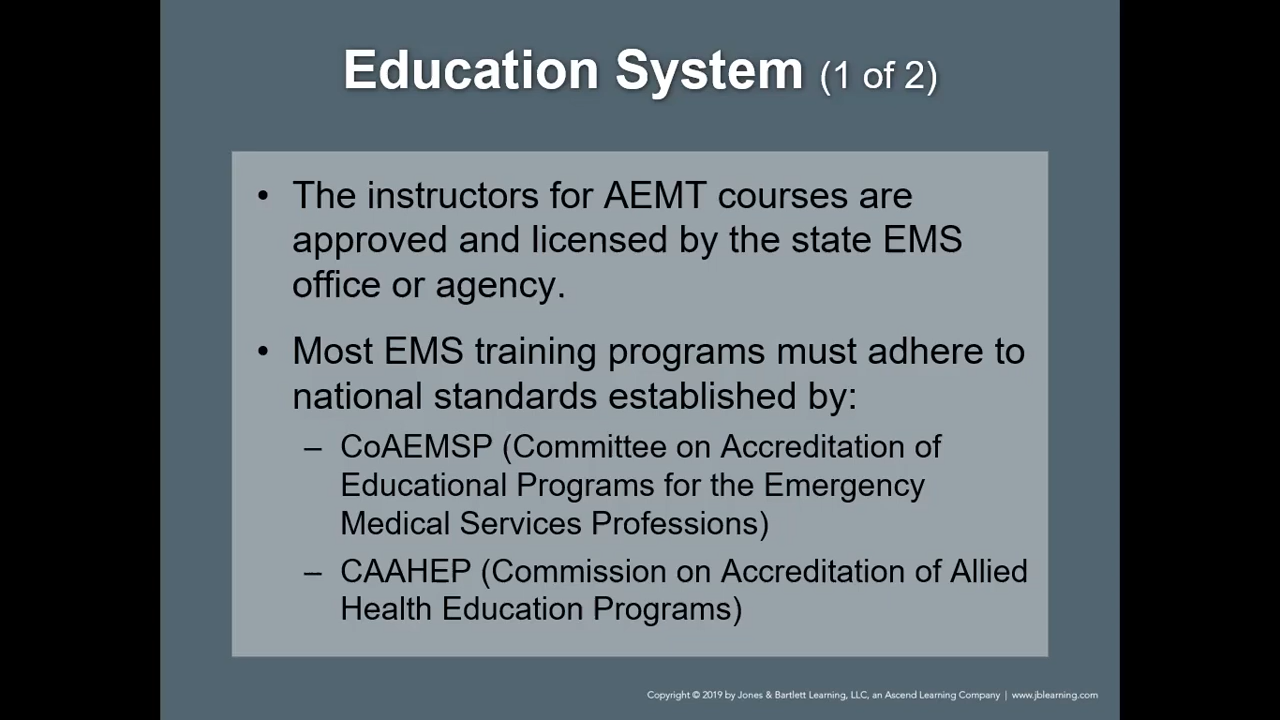 Education System (1 of 2)
• The instructors for AEMT courses are
approved and licensed by the state EMS
office or agency.
• Most EMS training programs must adhere to
national standards established by:
– CoAEMSP (Committee on Accreditation of
Educational Programs for the Emergency
Medical Services Professions)
– CAAHEP (Commission on Accreditation of Allied
Health Education Programs)
Copyright © 2019 by Jones & Bartlett Learning, LLC, an Ascend Learning Company | www.jblearning.com